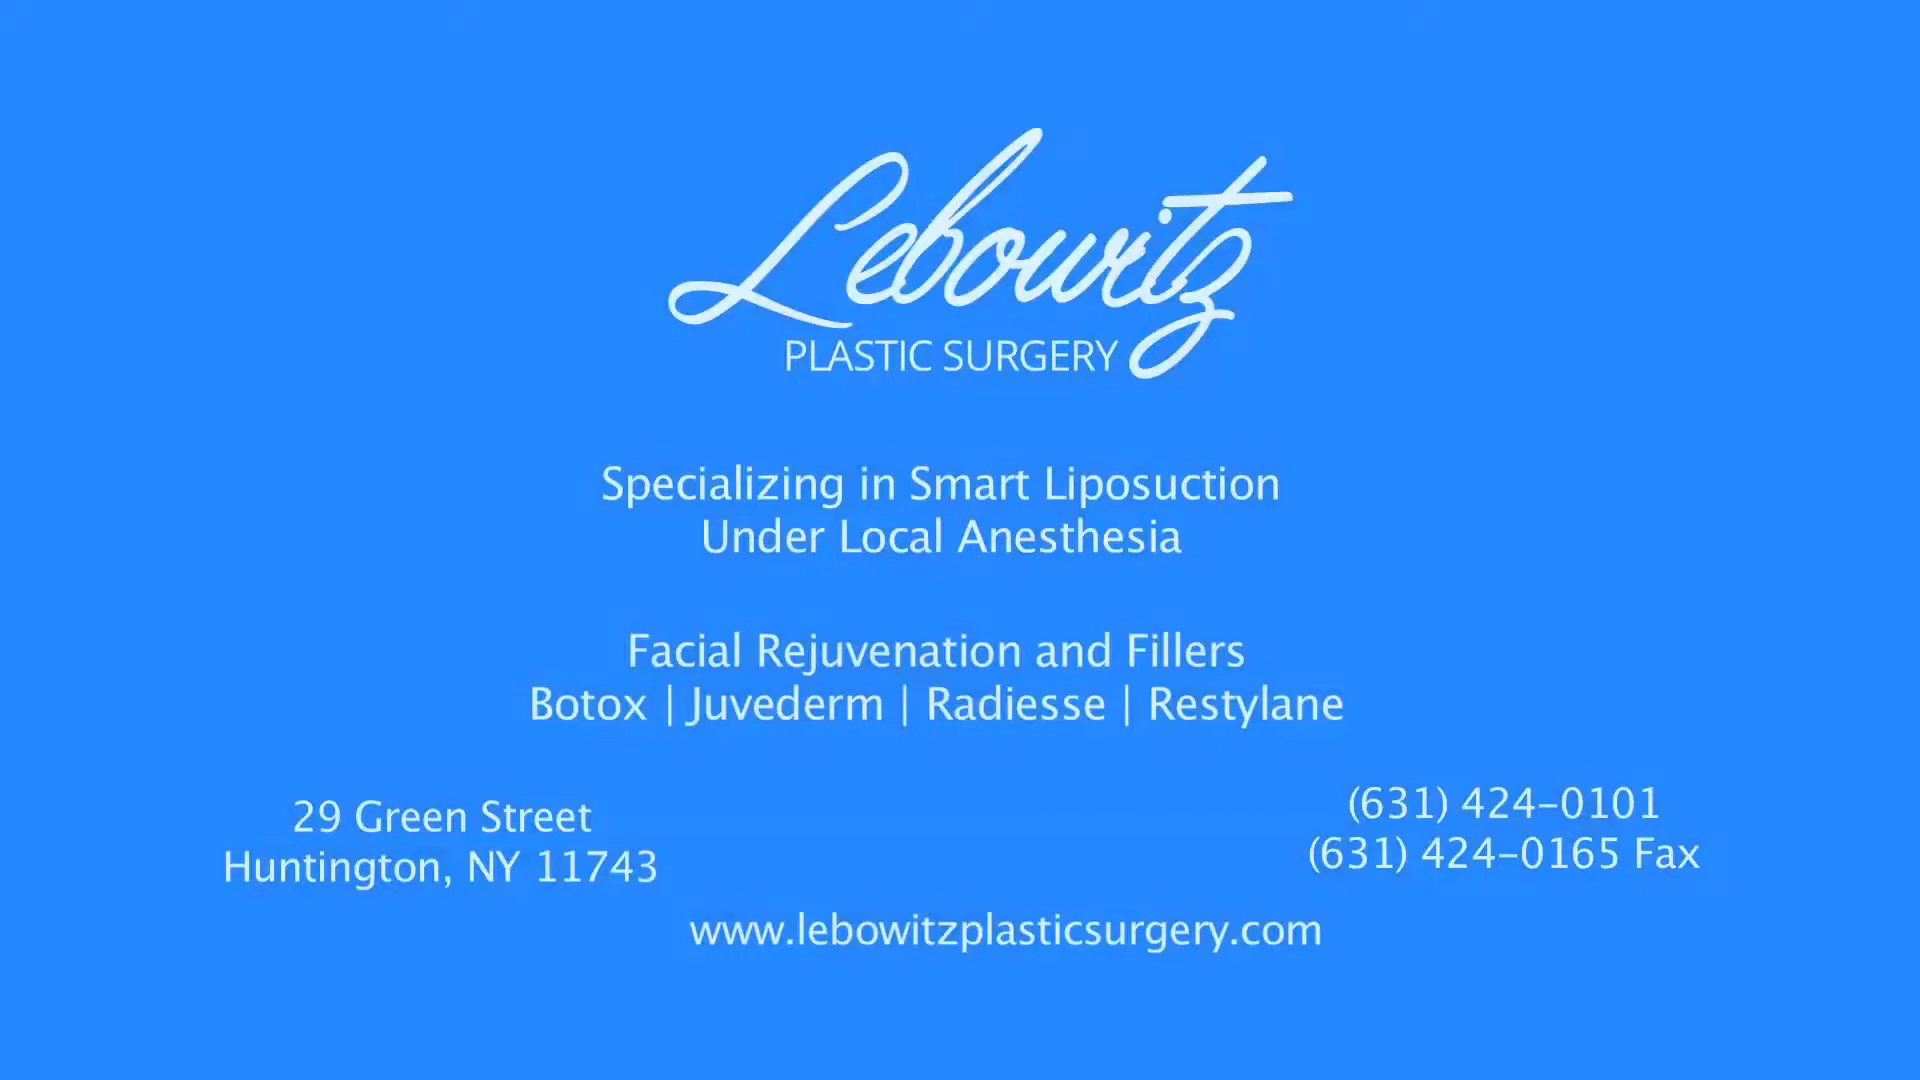 Lebowitz
PLASTIC SURGERY
Specializing in Smart Liposuction
Under Local Anesthesia
Facial Rejuvenation and Fillers
Botox | Juvederm | Radiesse | Restylane
29 Green Street
Huntington, NY 11743
(631) 424-0101
(631) 424-0165 Fax
www.lebowitzplasticsurgery.com